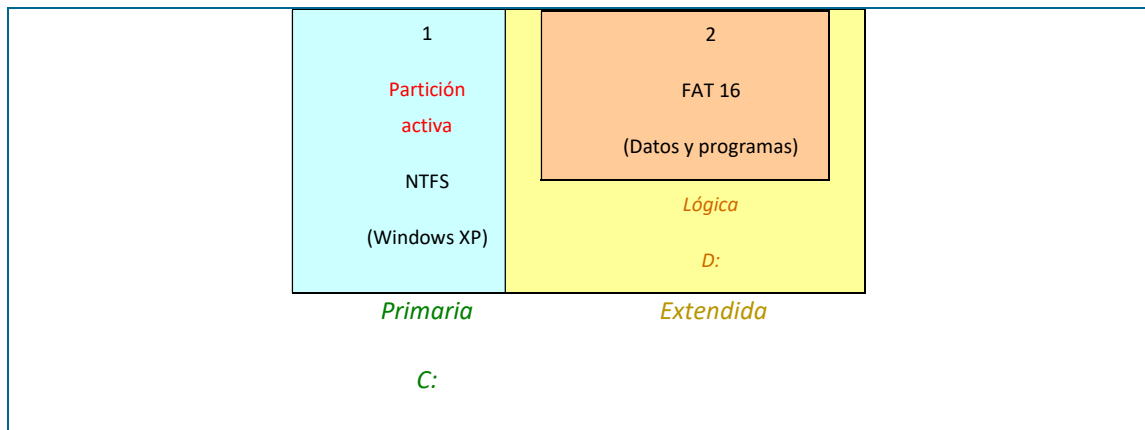 1
Partición
activa
NTFS
(Windows XP)
2
FAT 16
(Datos y programas)
Lógica
D:
Primaria
Extendida
C: